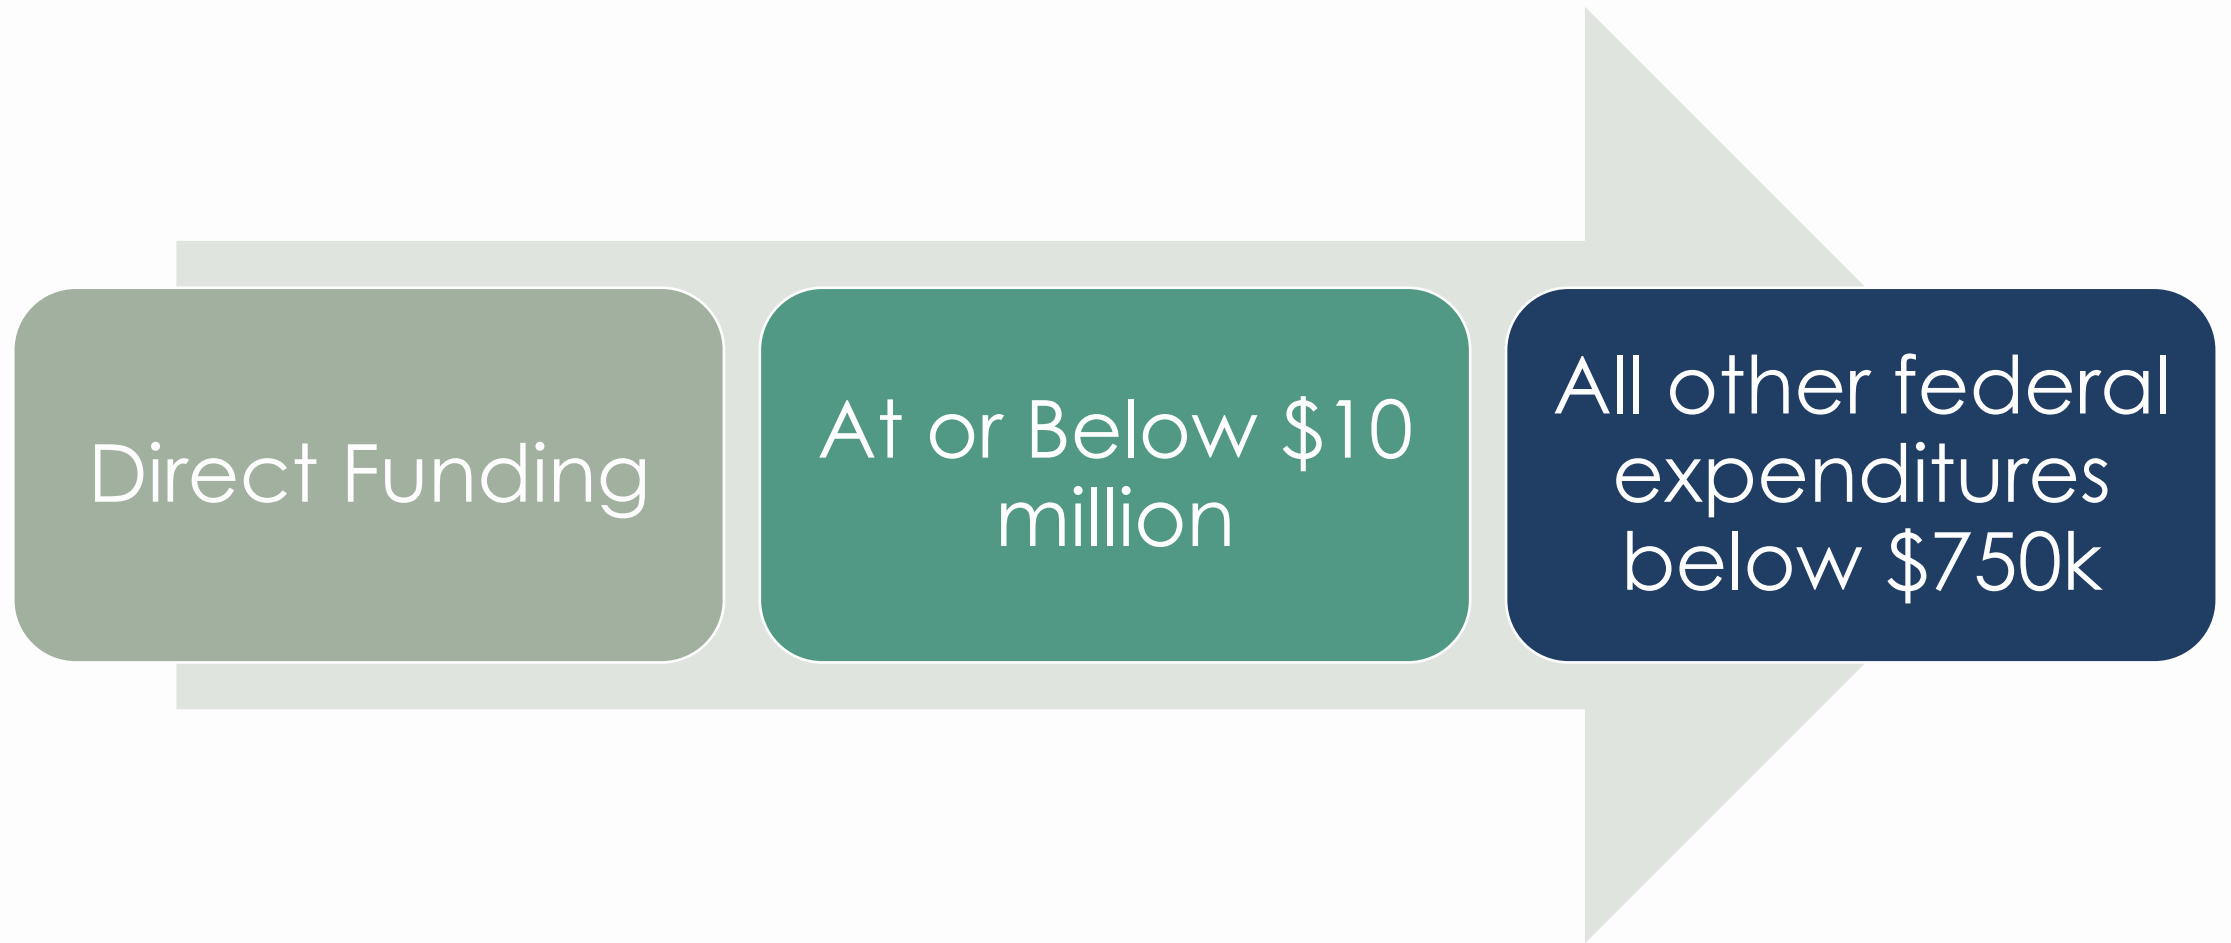 Direct Funding
At or Below $10
million
All other federal
expenditures
below $750k